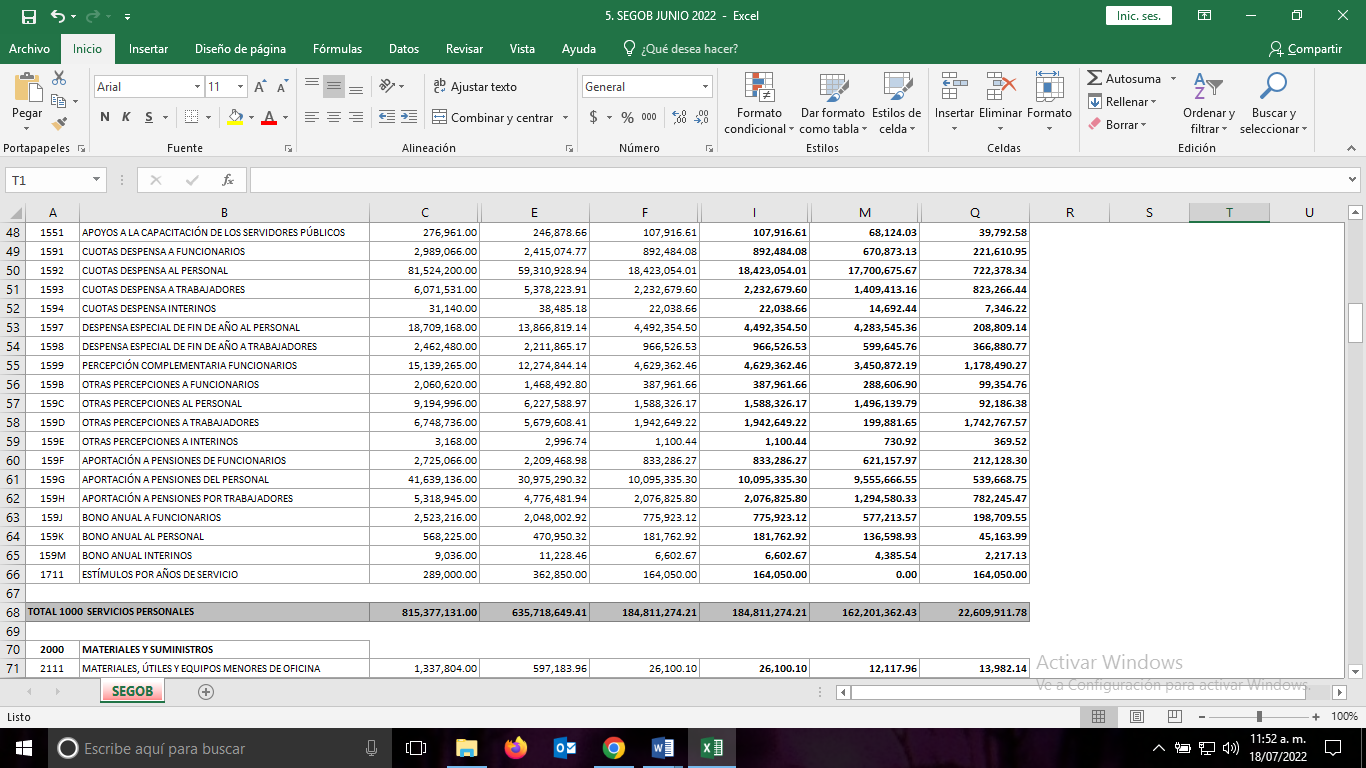 5. SEGOB JUNIO 2022 - Excel
Inic. ses.
Archivo Inicio Insertar Diseño de página Fórmulas Datos Revisar Vista Ayuda ¿Qué desea hacer? Compartir
Pegar
Arial 11
N K S
ab Ajustar texto
Combinar y centrar
General
$ % 000
Formato condicional
Dar formato como tabla
Estilos de celda
Insertar Eliminar Formato
Autosuma
Rellenar
Borrar
Ordenar y filtrar
Buscar y seleccionar
Portapapeles Fuente Alineación Número Estilos Celdas Edición
T1 fx
A B C E F I M Q R S T U
48 1551 APOYOS A LA CAPACITACIÓN DE LOS SERVIDORES PÚBLICOS 276,961.00 246,878.66 107,916.61 107,916.61 68,124.03 39,792.58
49 1591 CUOTAS DESPENSA A FUNCIONARIOS 2,989,066.00 2,415,074.77 892,484.08 892,484.08 670,873.13 221,610.95
50 1592 CUOTAS DESPENSA AL PERSONAL 81,524,200.00 59,310,928.94 18,423,054.01 18,423,054.01 17,700,675.67 722,378.34
51 1593 CUOTAS DESPENSA A TRABAJADORES 6,071,531.00 5,378,223.91 2,232,679.60 2,232,679.60 1,409,413.16 823,266.44
52 1594 CUOTAS DESPENSA INTERINOS 31,140.00 38,485.18 22,038.66 22,038.66 14,692.44 7,346.22
53 1597 DESPENSA ESPECIAL DE FIN DE AÑO AL PERSONAL 18,709,168.00 13,866,819.14 4,492,354.50 4,492,354.50 4,283,545.36 208,809.14
54 1598 DESPENSA ESPECIAL DE FIN DE AÑO A TRABAJADORES 2,462,480.00 2,211,865.17 966,526.53 966,526.53 599,645.76 366,880.77
55 1599 PERCEPCIÓN COMPLEMENTARIA FUNCIONARIOS 15,139,265.00 12,274,844.14 4,629,362.46 4,629,362.46 3,450,872.19 1,178,490.27
56 159B OTRAS PERCEPCIONES A FUNCIONARIOS 2,060,620.00 1,468,492.80 387,961.66 387,961.66 288,606.90 99,354.76
57 159C OTRAS PERCEPCIONES AL PERSONAL 9,194,996.00 6,227,588.97 1,588,326.17 1,588,326.17 1,496,139.79 92,186.38
58 159D OTRAS PERCEPCIONES A TRABAJADORES 6,748,736.00 5,679,608.41 1,942,649.22 1,942,649.22 199,881.65 1,742,767.57
59 159E OTRAS PERCEPCIONES A INTERINOS 3,168.00 2,996.74 1,100.44 1,100.44 730.92 369.52
60 159F APORTACIÓN A PENSIONES DE FUNCIONARIOS 2,725,066.00 2,209,468.98 833,286.27 833,286.27 621,157.97 212,128.30
61 159G APORTACIÓN A PENSIONES DEL PERSONAL 41,639,136.00 30,975,290.32 10,095,335.30 10,095,335.30 9,555,666.55 539,668.75
62 159H APORTACIÓN A PENSIONES POR TRABAJADORES 5,318,945.00 4,776,481.94 2,076,825.80 2,076,825.80 1,294,580.33 782,245.47
63 159J BONO ANUAL A FUNCIONARIOS 2,523,216.00 2,048,002.92 775,923.12 775,923.12 577,213.57 198,709.55
64 159K BONO ANUAL AL PERSONAL 568,225.00 470,950.32 181,762.92 181,762.92 136,598.93 45,163.99
65 159M BONO ANUAL INTERINOS 9,036.00 11,228.46 6,602.67 6,602.67 4,385.54 2,217.13
66 1711 ESTÍMULOS POR AÑOS DE SERVICIO 289,000.00 362,850.00 164,050.00 164,050.00 0.00 164,050.00
67
68 TOTAL 1000 SERVICIOS PERSONALES 815,377,131.00 635,718,649.41 184,811,274.21 184,811,274.21 162,201,362.43 22,609,911.78
69
70 2000 MATERIALES Y SUMINISTROS
71 2111 MATERIALES, ÚTILES Y EQUIPOS MENORES DE OFICINA 1,337,804.00 597,183.96 26,100.10 26,100.10 12,117.96 13,982.14
Activar Windows
Ve a Configuración para activar Windows.
SEGOB
Listo 100%
Escribe aquí para buscar
11:52 a. m.
18/07/2022